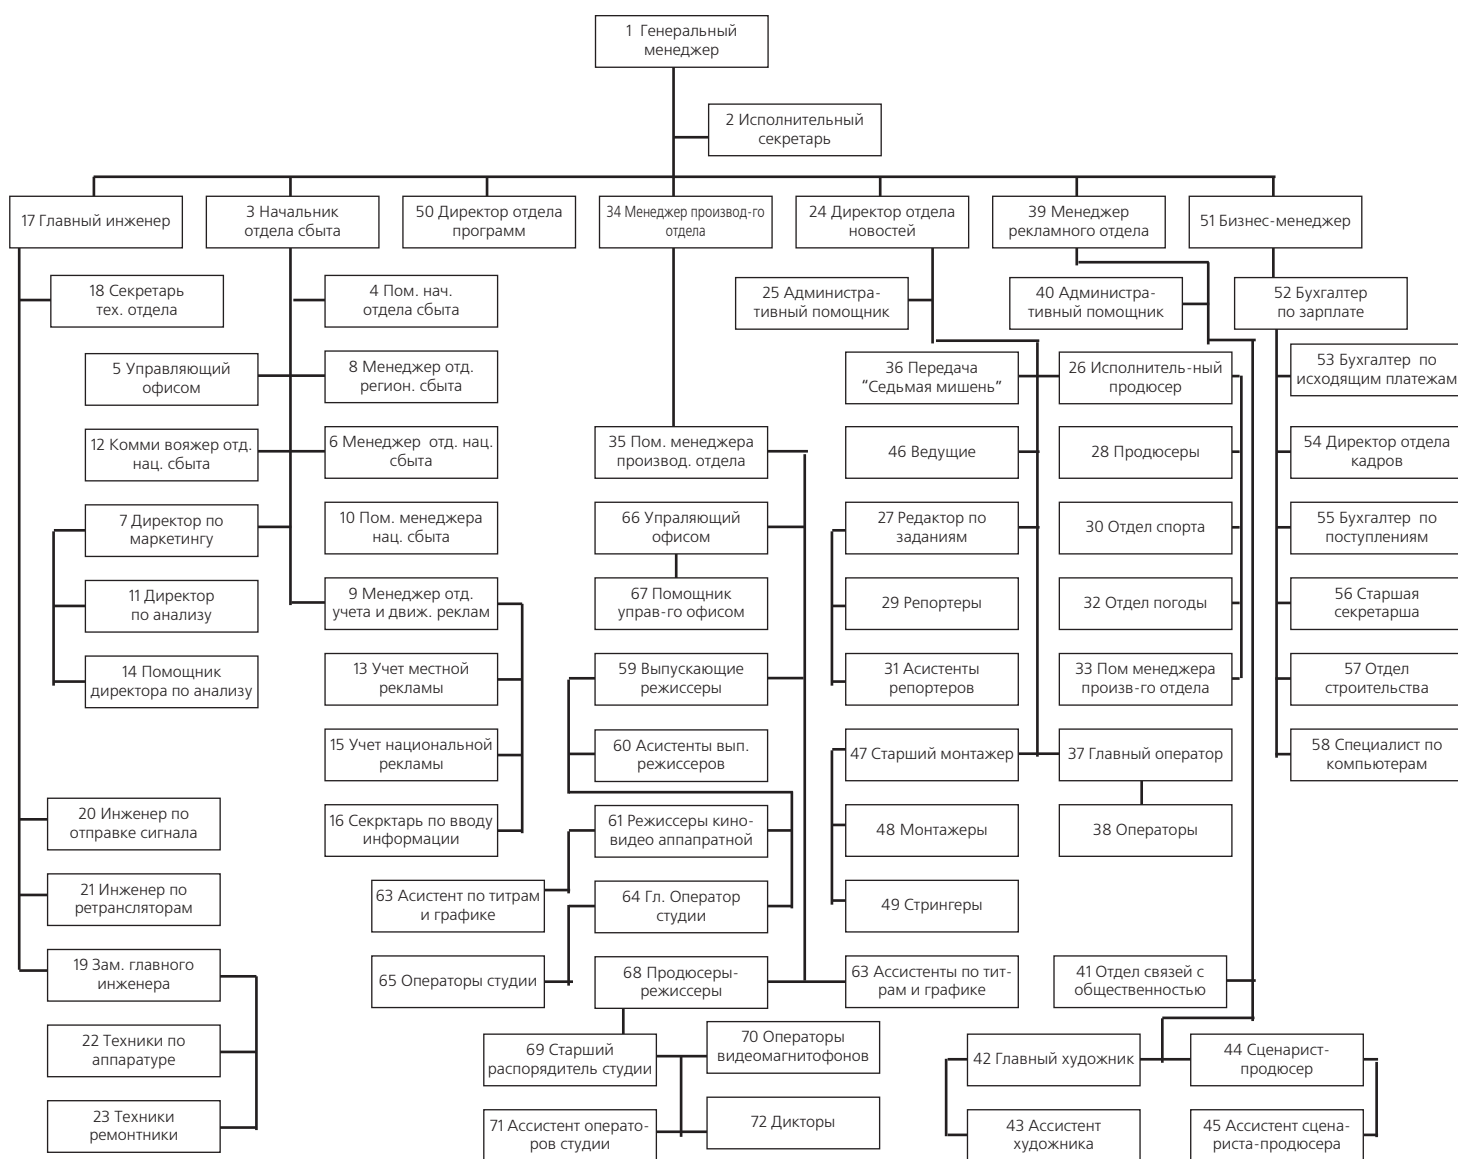 1 Генеральный
менеджер
2 Исполнительный
секретарь
17 Главный инженер
3 Начальник
отдела сбыта
50 Директор отдела
программ
34 Менеджер производ-го
отдела
24 Директор отдела
новостей
39 Менеджер
рекламного отдела
51 Бизнес-менеджер
18 Секретарь
тех. отдела
4 Пом. нач.
отдела сбыта
25 Администра-
тивный помощник
40 Администра-
тивный помощник
52 Бухгалтер
по зарплате
5 Управляющий
офисом
8 Менеджер отд.
регион. сбыта
36 Передача
"Седьмая мишень"
26 Исполнитель-ный
продюсер
53 Бухгалтер по
исходящим платежам
12 Комми вояжер отд.
нац. сбыта
6 Менеджер отд. нац.
сбыта
35 Пом. менеджера
производ. отдела
46 Ведущие
28 Продюсеры
54 Директор отдела
кадров
7 Директор по
маркетингу
10 Пом. менеджера
нац. сбыта
66 Упраляющий
офисом
27 Редактор по
заданиям
30 Отдел спорта
55 Бухгалтер по
поступлениям
11 Директор
по анализу
9 Менеджер отд.
учета и движ. реклам
67 Помощник
управ-го офисом
29 Репортеры
32 Отдел погоды
56 Старшая
секретарша
14 Помощник
директора по анализу
13 Учет местной
рекламы
59 Выпускающие
режиссеры
31 Асистенты
репортеров
33 Пом менеджера
произв-го отдела
57 Отдел
строительства
15 Учет национальной
рекламы
60 Асистенты вып.
режиссеров
47 Старший монтажер
37 Главный оператор
58 Специалист по
компьютерам
20 Инженер по
отправке сигнала
16 Секрктарь по вводу
информации
61 Режиссеры кино-
видео аппапратной
48 Монтажеры
38 Операторы
21 Инженер по
ретрансляторам
63 Асистент по титрам
и графике
64 Гл. Оператор
студии
49 Стрингеры
19 Зам. главного
инженера
65 Операторы студии
68 Продюсеры-
режиссеры
63 Ассистенты по тит-
рам и графике
41 Отдел связей с
общественностью
22 Техники по
аппаратуре
69 Старший
распорядитель студии
70 Операторы
видеомагнитофонов
42 Главный художник
44 Сценарист-
продюсер
23 Техники
ремонтники
71 Ассистент операто-
ров студии
72 Дикторы
43 Ассистент
художника
45 Ассистент сцена-
риста-продюсера